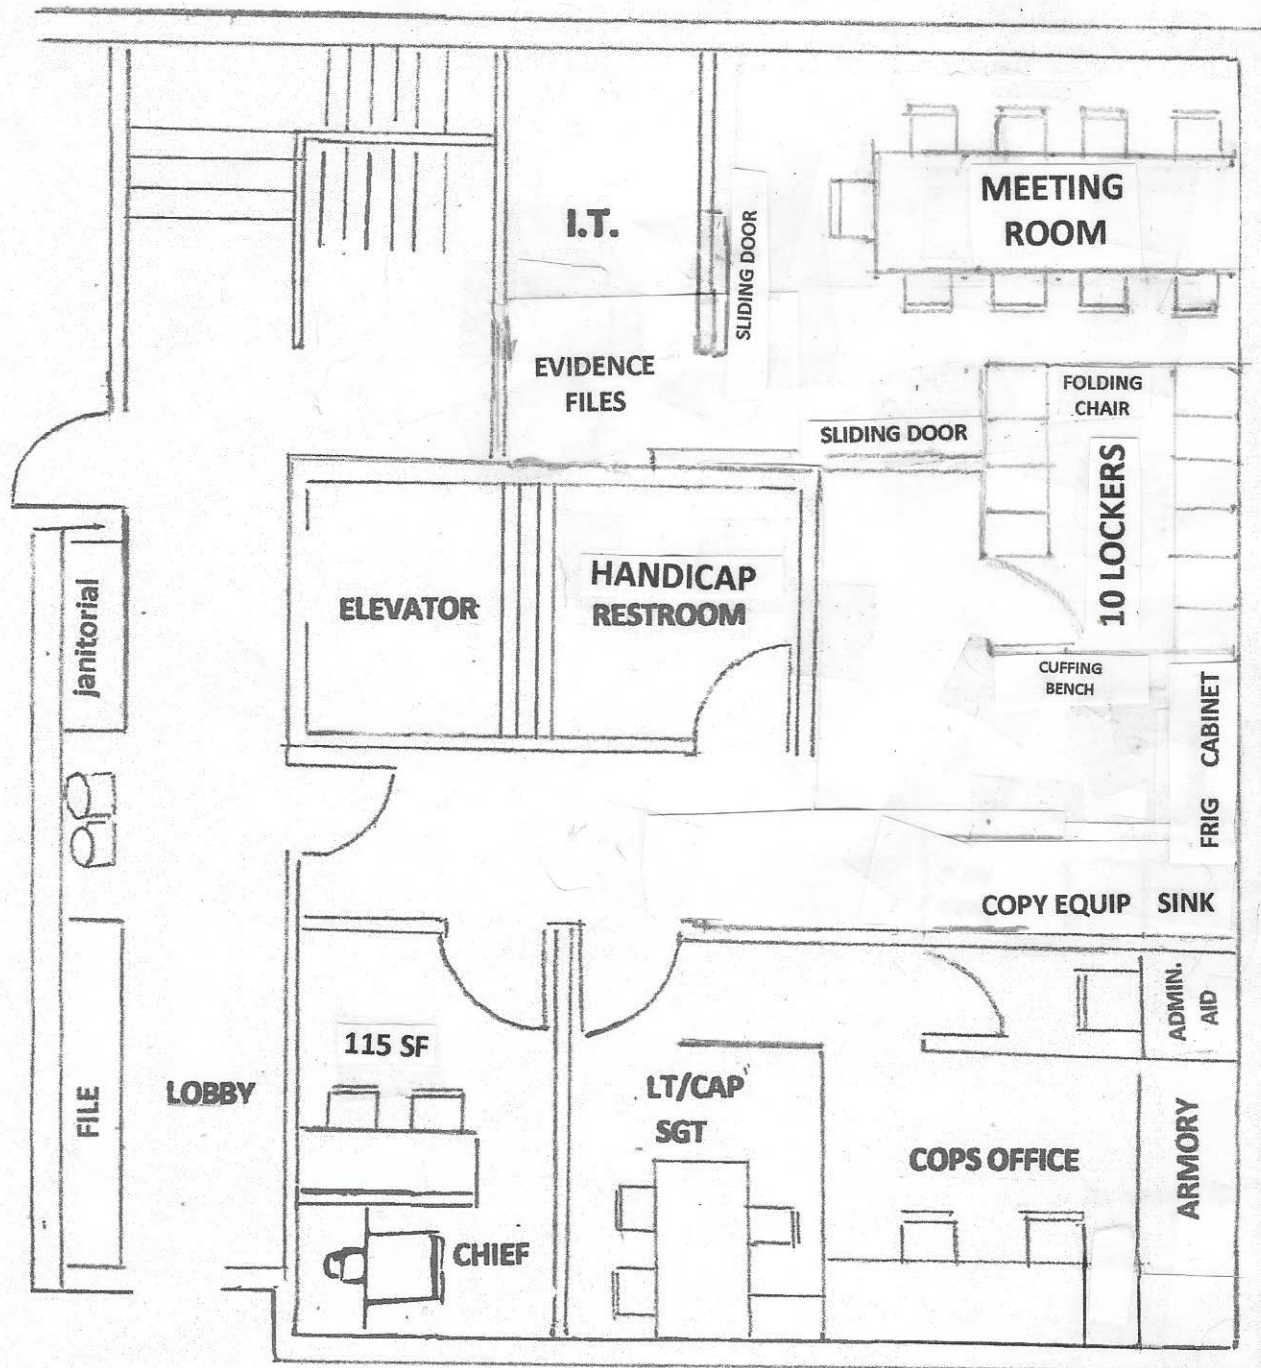 MEETING
ROOM
I.T.
SLIDING DOOR
EVIDENCE
FILES
FOLDING
CHAIR
SLIDING DOOR
10 LOCKERS
ELEVATOR
HANDICAP
RESTROOM
janitorial
CUFFING
BENCH
FRIG CABINET
COPY EQUIP SINK
ADMIN.
AID
115 SF
LOBBY
FILE
LT/CAP
SGT
COPS OFFICE
ARMORY
CHIEF